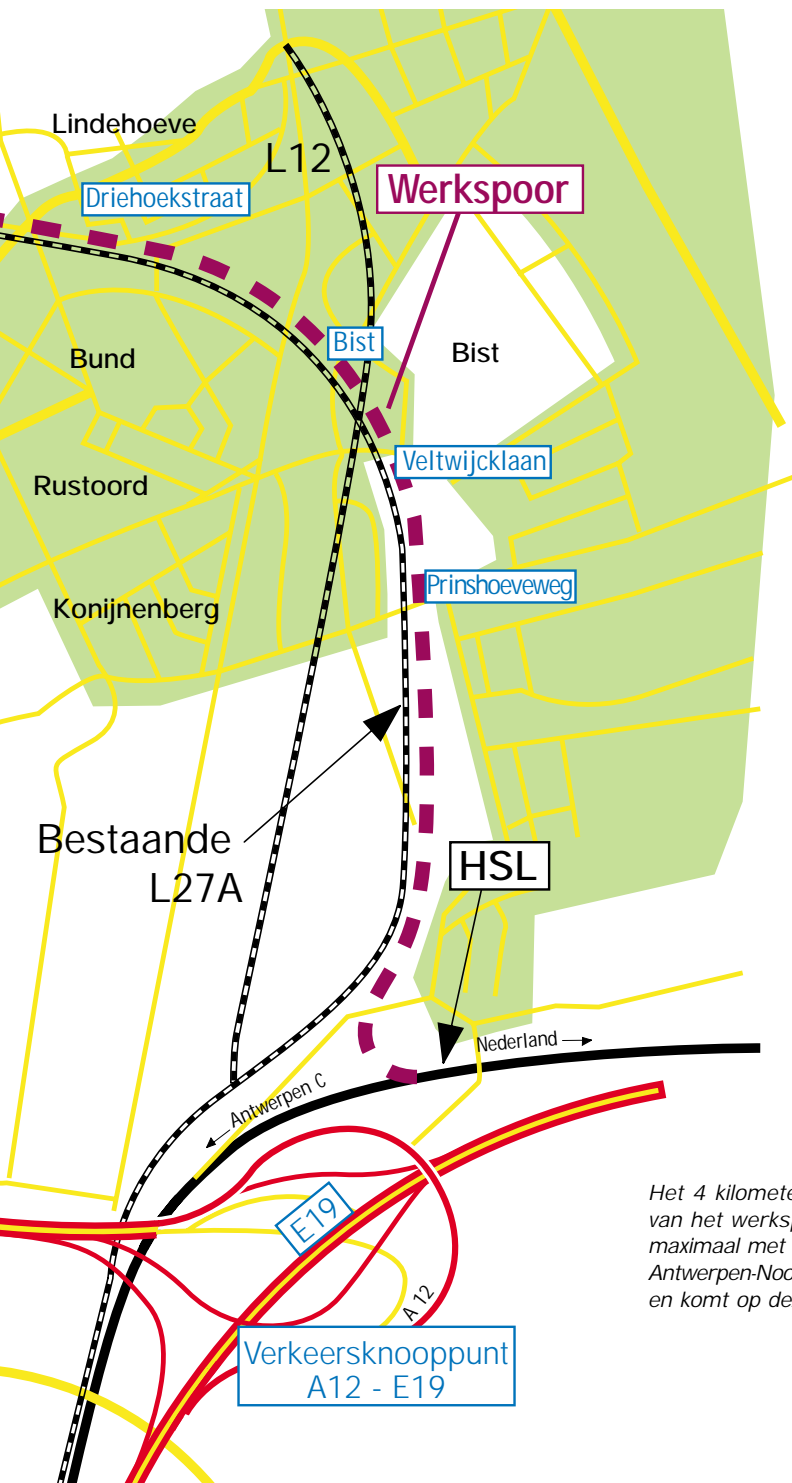 Lindehoeve
L12
Driehoekstraat
Werkspoor
Bist
Bist
Bund
Veltwijcklaan
Rustoord
Prinshoeveweg
Konijnenberg
Bestaande
L27A
HSL
Nederland
Antwerpen C
E19
A 12
Het 4 kilomete
van het werksp
maximaal met
Antwerpen-Noo
en komt op de
Verkeersknooppunt
A12 - E19